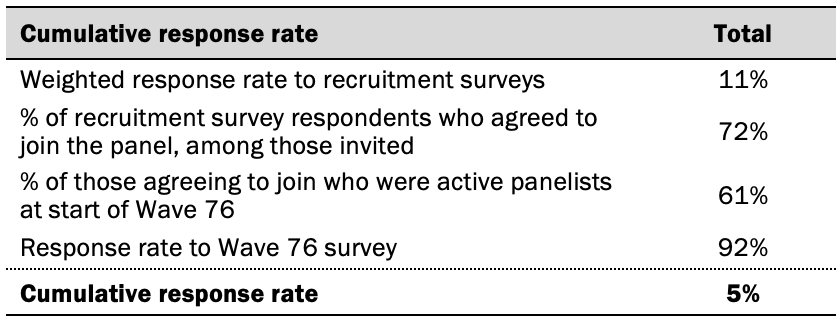 Cumulative response rate Total
Weighted response rate to recruitment surveys 11%
% of recruitment survey respondents who agreed to
join the panel, among those invited 72%
% of those agreeing to join who were active panelists
at start of Wave 76 61%
Response rate to Wave 76 survey 92%
Cumulative response rate 5%